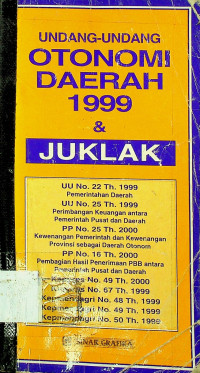 UNDANG-UNDANG
OTONOMI
DAERAH
1999
&
JUKLAK
UU No. 22 Th. 1999
Pemerintahan Daerah
UU No. 25 Th. 1999
Perimbangan Keuangan antara
Pemerintah Pusat dan Daerah
PP No. 25 Th. 2000
Kewenangan Pemerintah dan Kewenangan
Provinsi sebagai Daerah Otonom
PP No. 16 Th. 2000
Pembagian Hasil Penerimaan PBB antara
Pemerintah Pusat dan Daerah
No. 49 Th. 2000
No. 67 Th. 1999
No. 48 Th. 1999
No. 49 Th. 1999
No. 50 Th. 1999
SINAR GRAFIKA